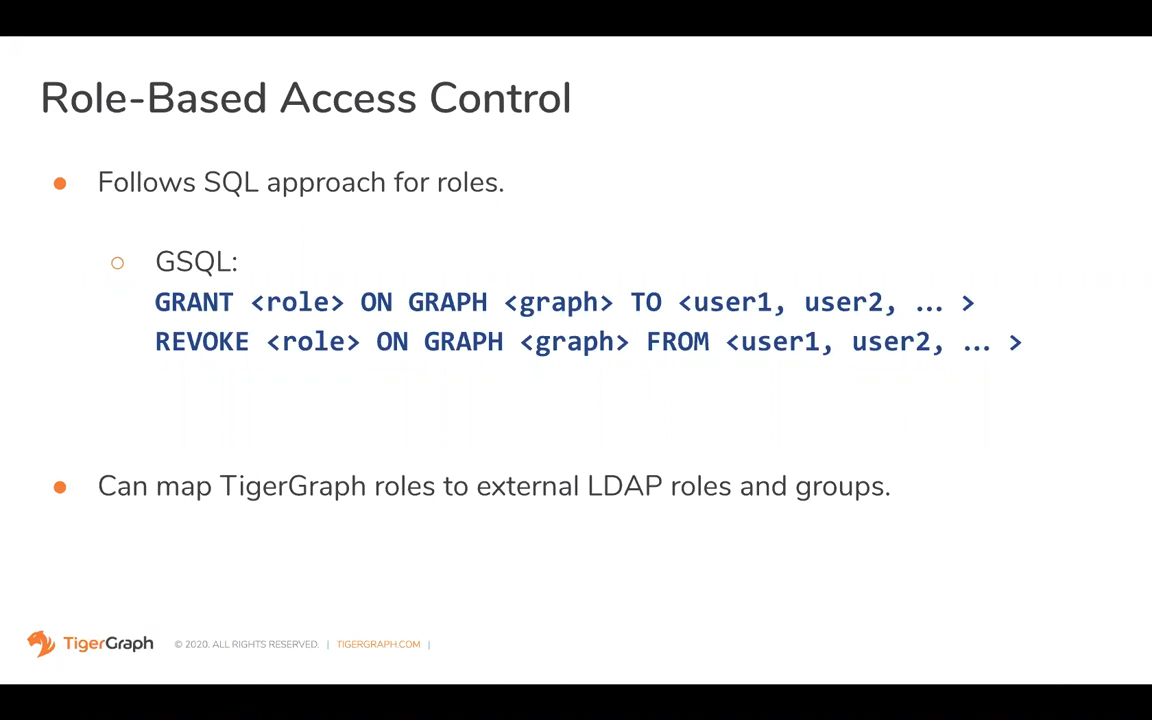 Role-Based Access Control
● Follows SQL approach for roles.
○ GSQL:
GRANT <role> ON GRAPH <graph> TO <user1, user2, ... >
REVOKE <role> ON GRAPH <graph> FROM <user1, user2, ... >
● Can map TigerGraph roles to external LDAP roles and groups.
TigerGraph © 2020. ALL RIGHTS RESERVED. | TIGERGRAPH.COM |